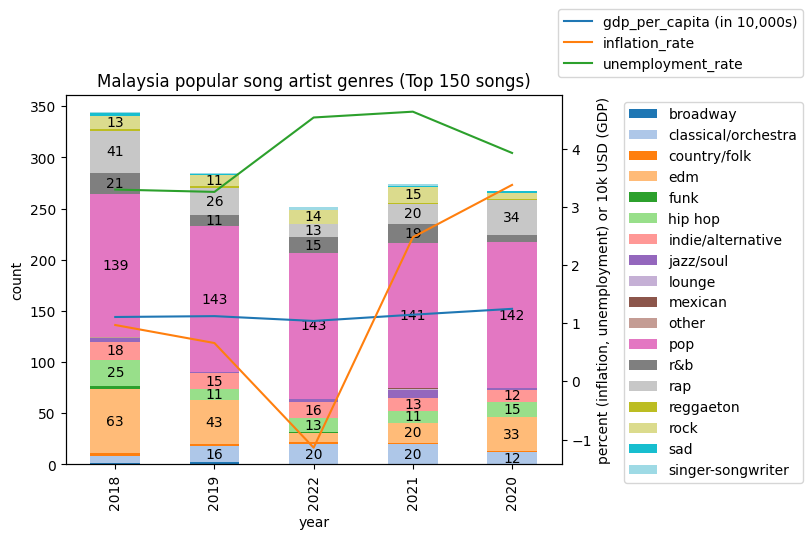 gdp_per_capita (in 10,000s)
inflation_rate
unemployment_rate
Malaysia popular song artist genres (Top 150 songs)
350
300
250
200
150
100
50
0
count
13
41
21
139
18
25
63
11
26
11
143
15
11
43
16
14
13
15
143
16
13
20
15
20
19
141
13
11
20
20
34
142
12
15
33
12
2018
2019
2022
2021
2020
year
4
3
2
1
0
−1
percent (inflation, unemployment) or 10k USD (GDP)
broadway
classical/orchestra
country/folk
edm
funk
hip hop
indie/alternative
jazz/soul
lounge
mexican
other
pop
r&b
rap
reggaeton
rock
sad
singer-songwriter